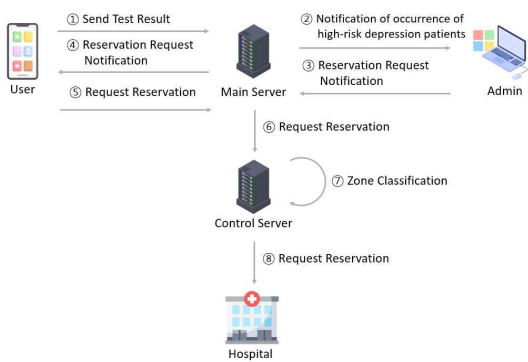 ① Send Test Result
② Notification of occurrence of
high-risk depression patients
④ Reservation Request
Notification
③ Reservation Request
Notification
User
Main Server
Admin
⑤ Request Reservation
⑥ Request Reservation
⑦ Zone Classification
Control Server
⑧ Request Reservation
Hospital